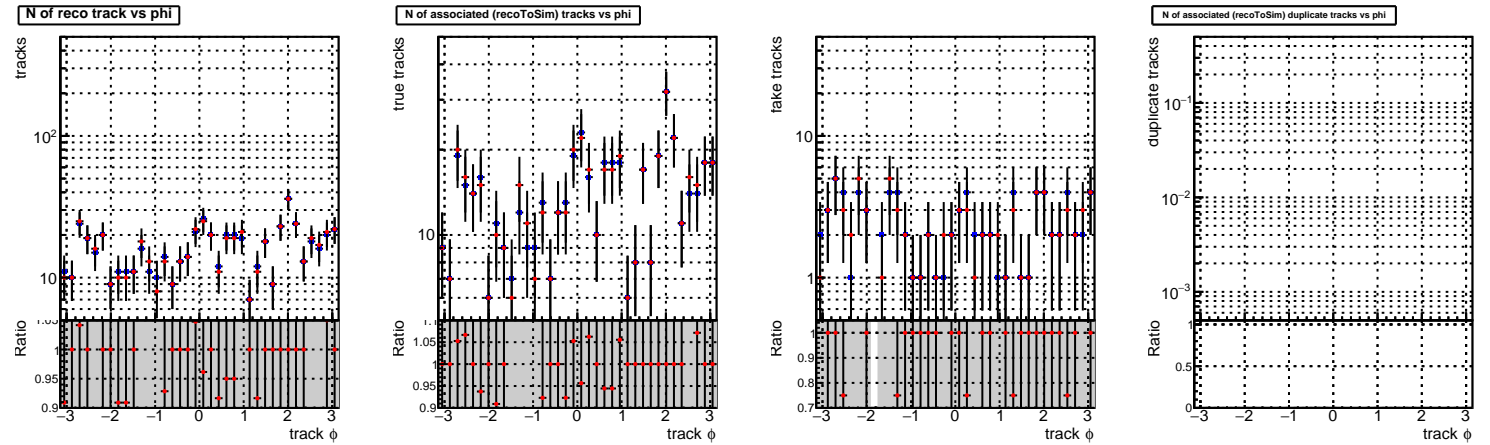 N of reco track vs phi
tracks
10²
10
Ratio
1.05
1
0.95
0.9
−3 −2 −1 0 1 2 3
track ϕ
N of associated (recoToSim) tracks vs phi
true tracks
10
Ratio
1.1
1.05
1
0.95
0.9
−3 −2 −1 0 1 2 3
track ϕ
fake tracks
10
1
Ratio
1
0.9
0.8
0.7
−3 −2 −1 0 1 2 3
track ϕ
N of associated (recoToSim) duplicate tracks vs phi
duplicate tracks
10⁻¹
10⁻²
10⁻³
Ratio
1
0.5
0
−3 −2 −1 0 1 2 3
track ϕ